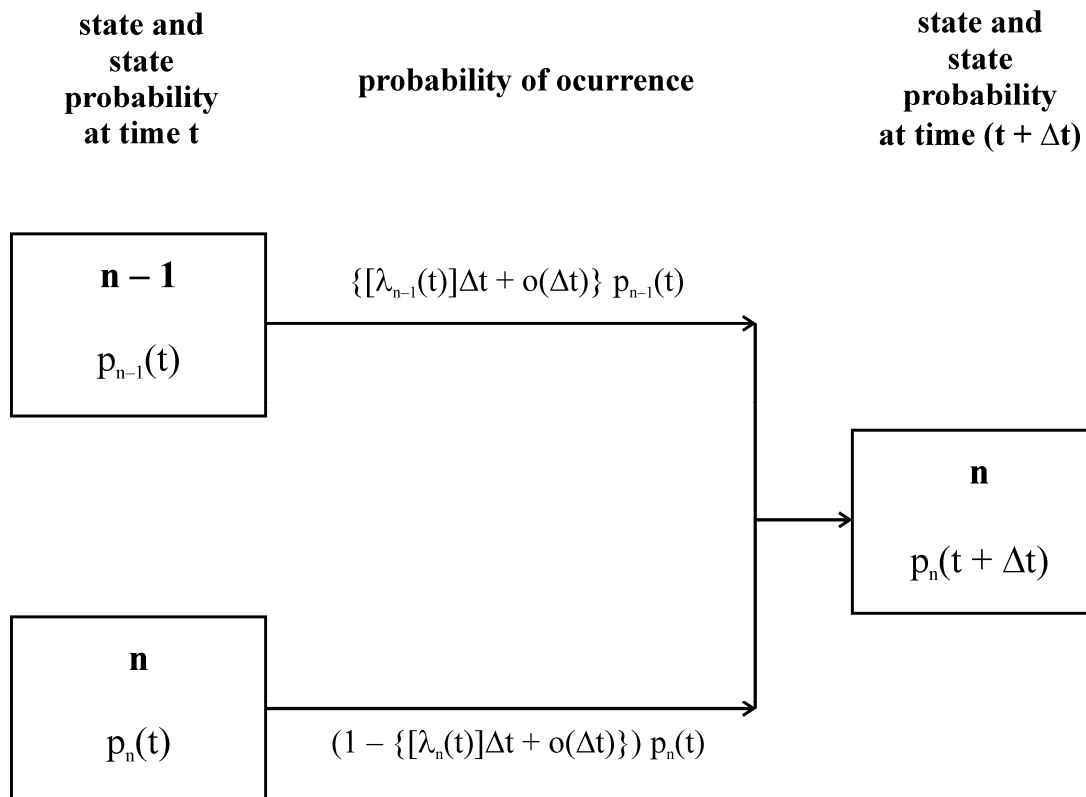 state and
state
probability
at time t
probability of ocurrence
state and
state
probability
at time (t + Δt)
n – 1
pₙ₋₁(t)
{[λₙ₋₁(t)]Δt + o(Δt)} pₙ₋₁(t)
n
pₙ(t + Δt)
n
pₙ(t)
(1 – {[λₙ(t)]Δt + o(Δt)}) pₙ(t)